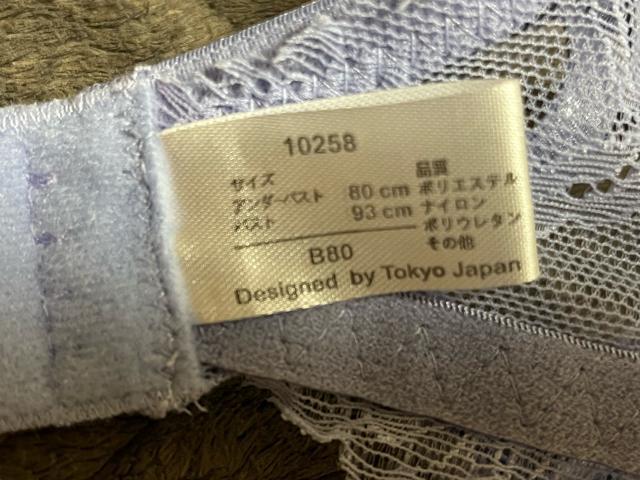 10258
サイズ
アンダーバスト 80 cm
バスト 93 cm
品質
ポリエステル
ナイロン
ポリウレタン
その他
B80
Designed by Tokyo Japan